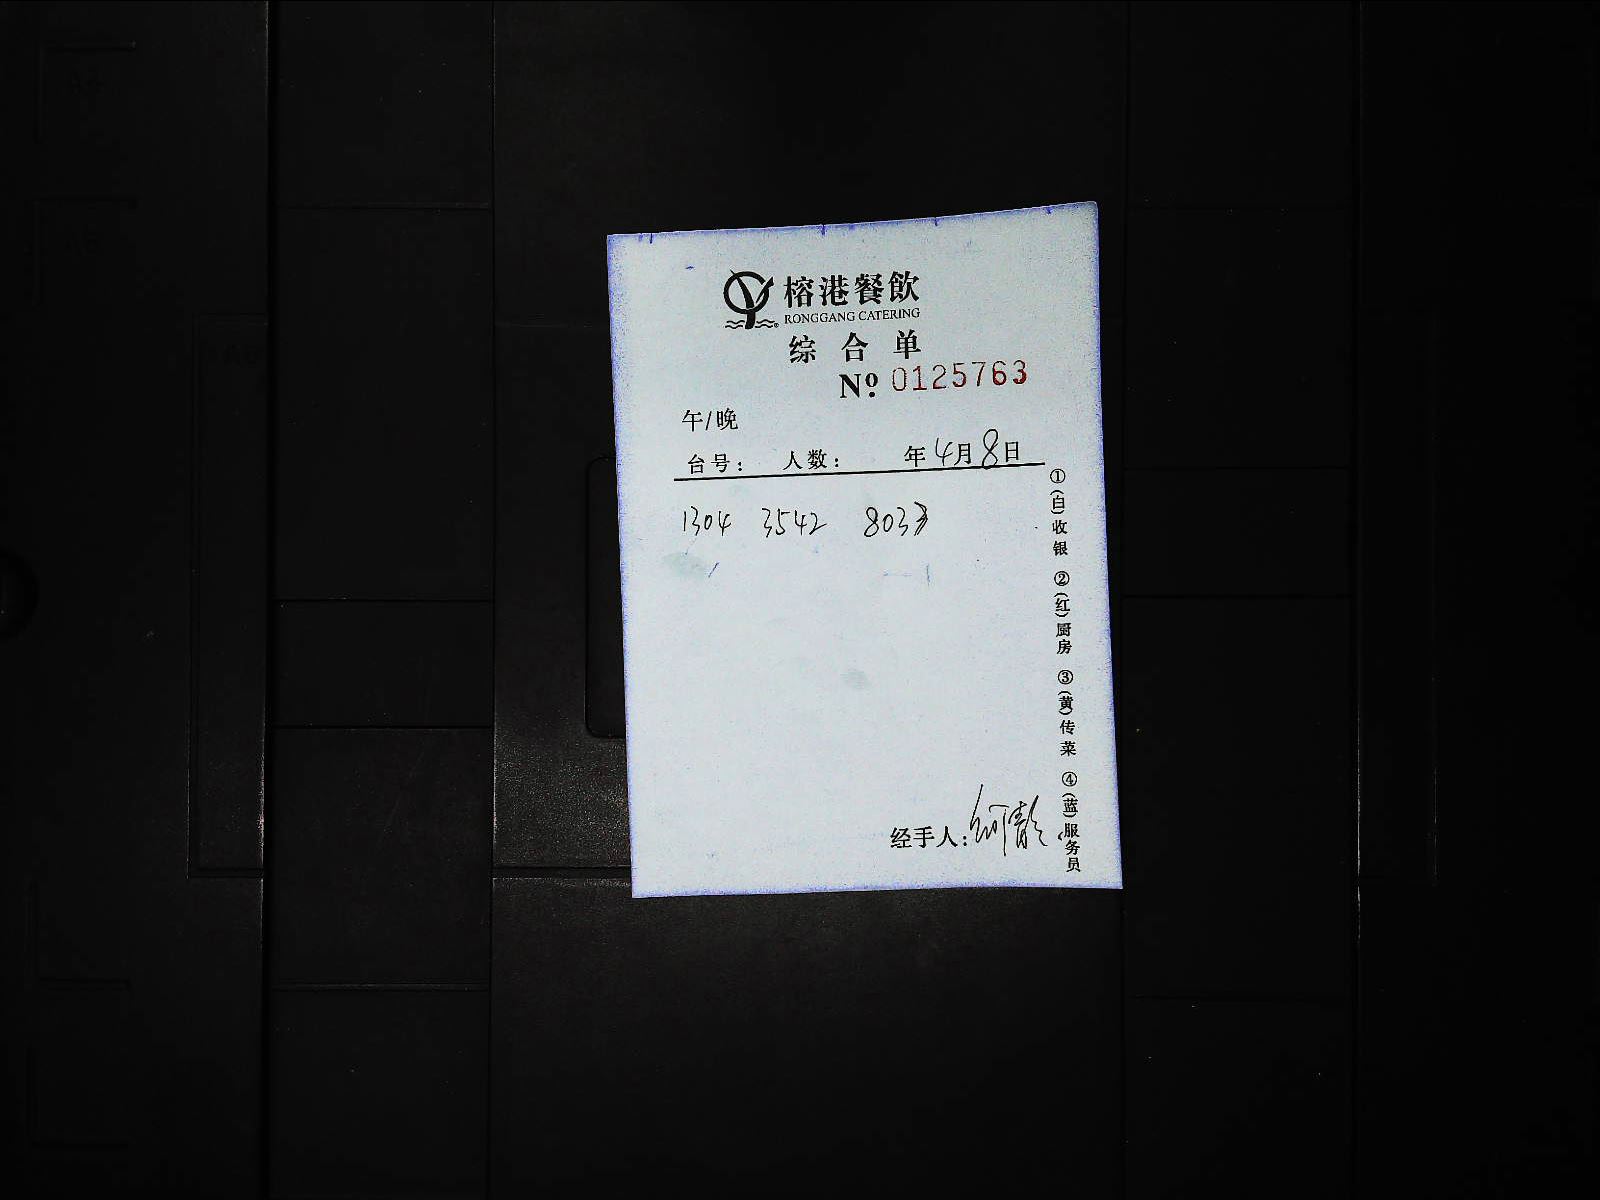 榕港餐飲
RONGGANG CATERING
综合单
№ 0125763
午/晚
台号: 人数: 年4月8日
1304 3542 8033
①(白)收银 ②(红)厨房 ③(黄)传菜 ④(蓝)服务员
经手人: